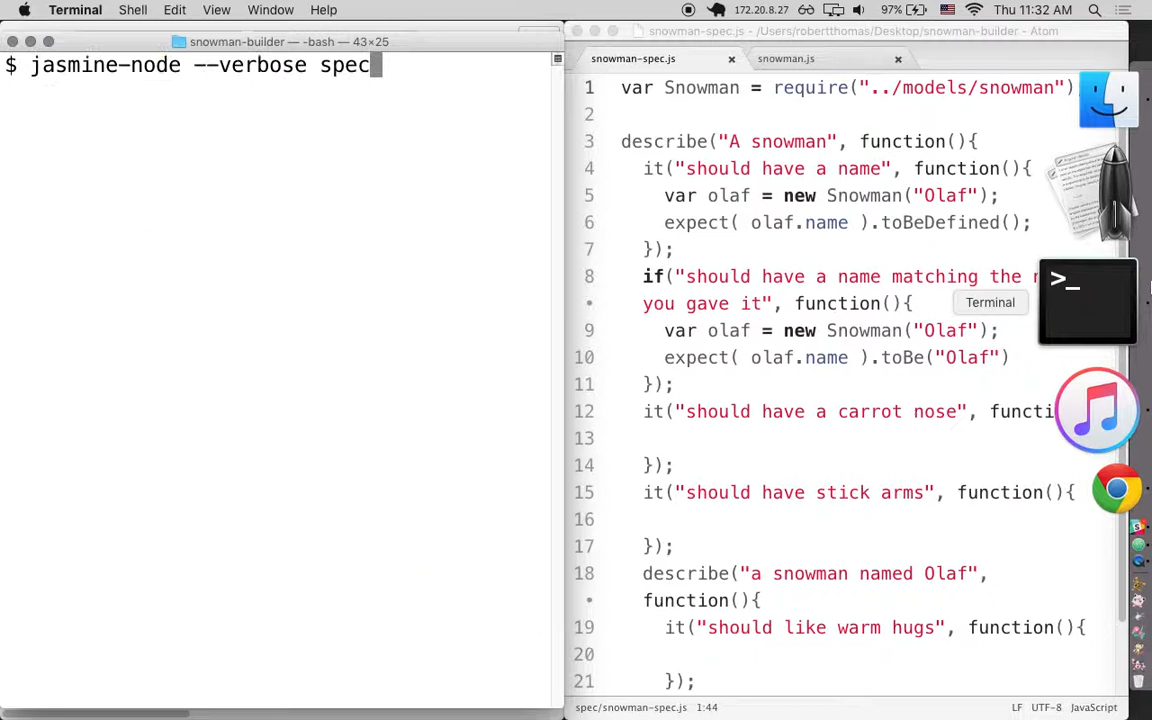 Terminal Shell Edit View Window Help 172.20.8.27 97% Thu 11:32 AM
snowman-builder — -bash — 43×25
$ jasmine-node --verbose spec
snowman-spec.js - /Users/robertthomas/Desktop/snowman-builder - Atom
snowman-spec.js snowman.js
1 var Snowman = require("../models/snowman")
2
3 describe("A snowman", function(){
4 it("should have a name", function(){
5 var olaf = new Snowman("Olaf");
6 expect( olaf.name ).toBeDefined();
7 });
8 if("should have a name matching the
• you gave it", function(){
9 var olaf = new Snowman("Olaf");
10 expect( olaf.name ).toBe("Olaf")
11 });
12 it("should have a carrot nose", functi
13
14 });
15 it("should have stick arms", function(){
16
17 });
18 describe("a snowman named Olaf",
• function(){
19 it("should like warm hugs", function(){
20
21 });
Terminal
>_
spec/snowman-spec.js 1:44 LF UTF-8 JavaScript